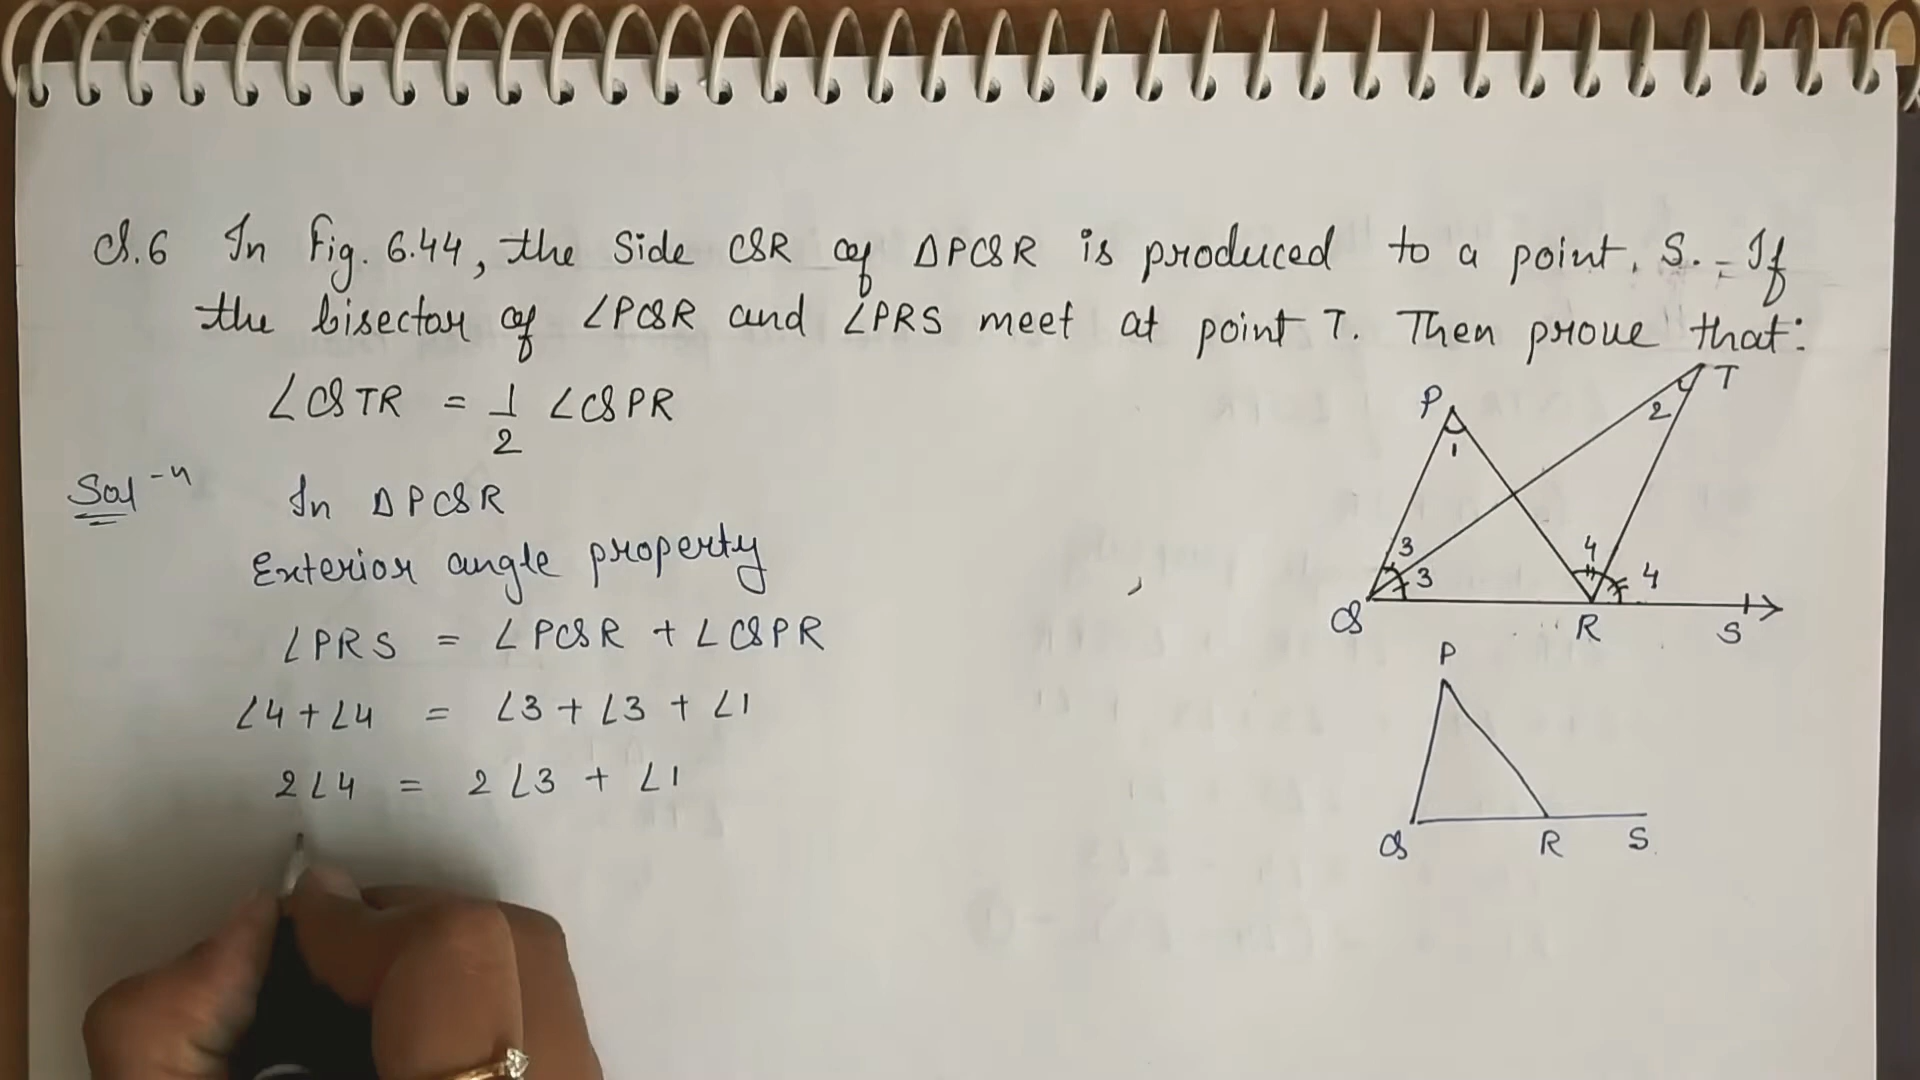 Q.6 In Fig. 6.44, the Side QR of ΔPQR is produced to a point. S. If
the bisector of ∠PQR and ∠PRS meet at point T. Then prove that:
∠QTR = 1/2 ∠QPR
Sol-n In ΔPQR
Exterior angle property
∠PRS = ∠PQR + ∠QPR
∠4 + ∠4 = ∠3 + ∠3 + ∠1
2∠4 = 2∠3 + ∠1
T
P
2
1
3
3
4
4
Q
R
S
P
Q
R
S